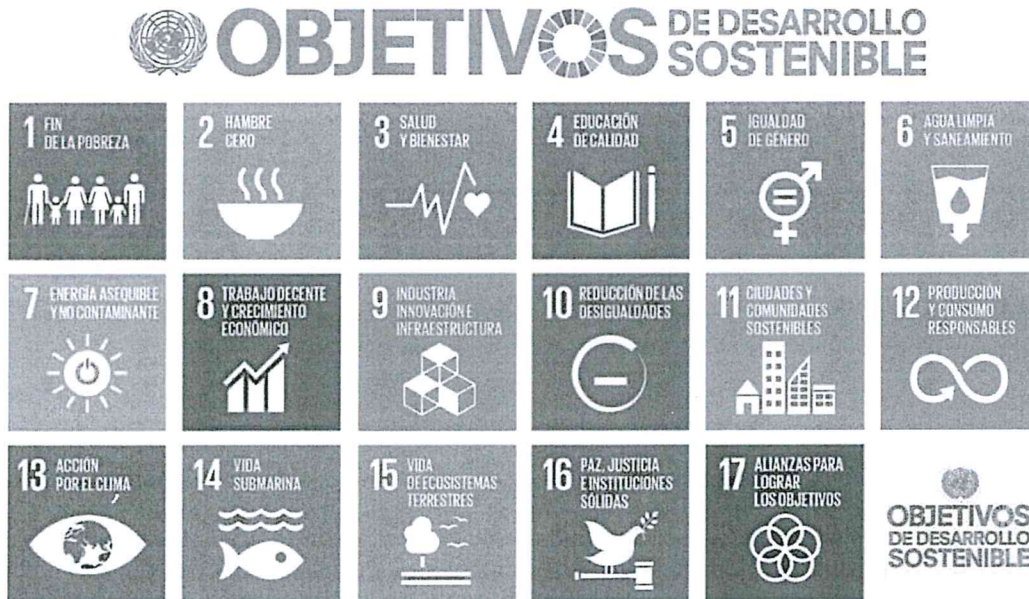 OBJETIVOS DE DESARROLLO
SOSTENIBLE
1 FIN
DE LA POBREZA
2 HAMBRE
CERO
3 SALUD
Y BIENESTAR
4 EDUCACIÓN
DE CALIDAD
5 IGUALDAD
DE GÉNERO
6 AGUA LIMPIA
Y SANEAMIENTO
7 ENERGÍA ASEQUIBLE
Y NO CONTAMINANTE
8 TRABAJO DECENTE
Y CRECIMIENTO
ECONÓMICO
9 INDUSTRIA
INNOVACIÓN E
INFRAESTRUCTURA
10 REDUCCIÓN DE LAS
DESIGUALDADES
11 CIUDADES Y
COMUNIDADES
SOSTENIBLES
12 PRODUCCIÓN
Y CONSUMO
RESPONSABLES
13 ACCIÓN
POR EL CLIMA
14 VIDA
SUBMARINA
15 VIDA
DE ECOSISTEMAS
TERRESTRES
16 PAZ, JUSTICIA
E INSTITUCIONES
SÓLIDAS
17 ALIANZAS PARA
LOGRAR
LOS OBJETIVOS
OBJETIVOS
DE DESARROLLO
SOSTENIBLE